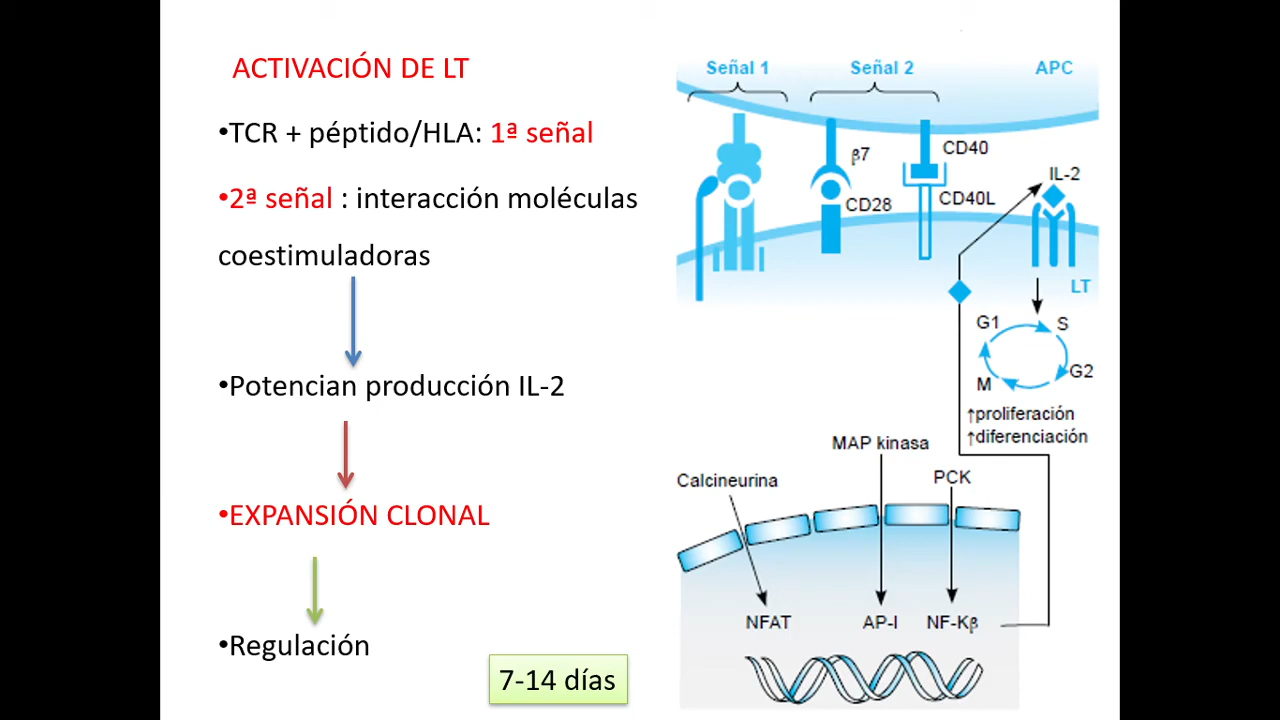 ACTIVACIÓN DE LT
•TCR + péptido/HLA: 1ª señal
•2ª señal : interacción moléculas
coestimuladoras
•Potencian producción IL-2
•EXPANSIÓN CLONAL
•Regulación
7-14 días
Señal 1
Señal 2
APC
β7
CD40
IL-2
CD28
CD40L
LT
G1
S
G2
M
↑proliferación
↑diferenciación
MAP kinasa
Calcineurina
PCK
NFAT
AP-I
NF-Kβ